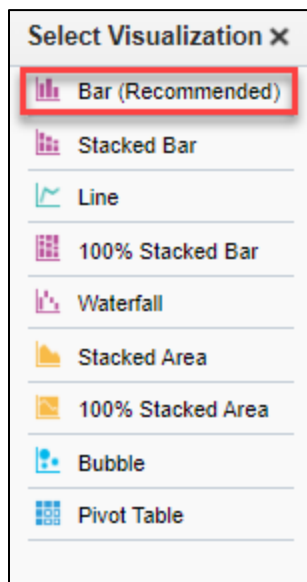 Select Visualization ×
Bar (Recommended)
Stacked Bar
Line
100% Stacked Bar
Waterfall
Stacked Area
100% Stacked Area
Bubble
Pivot Table